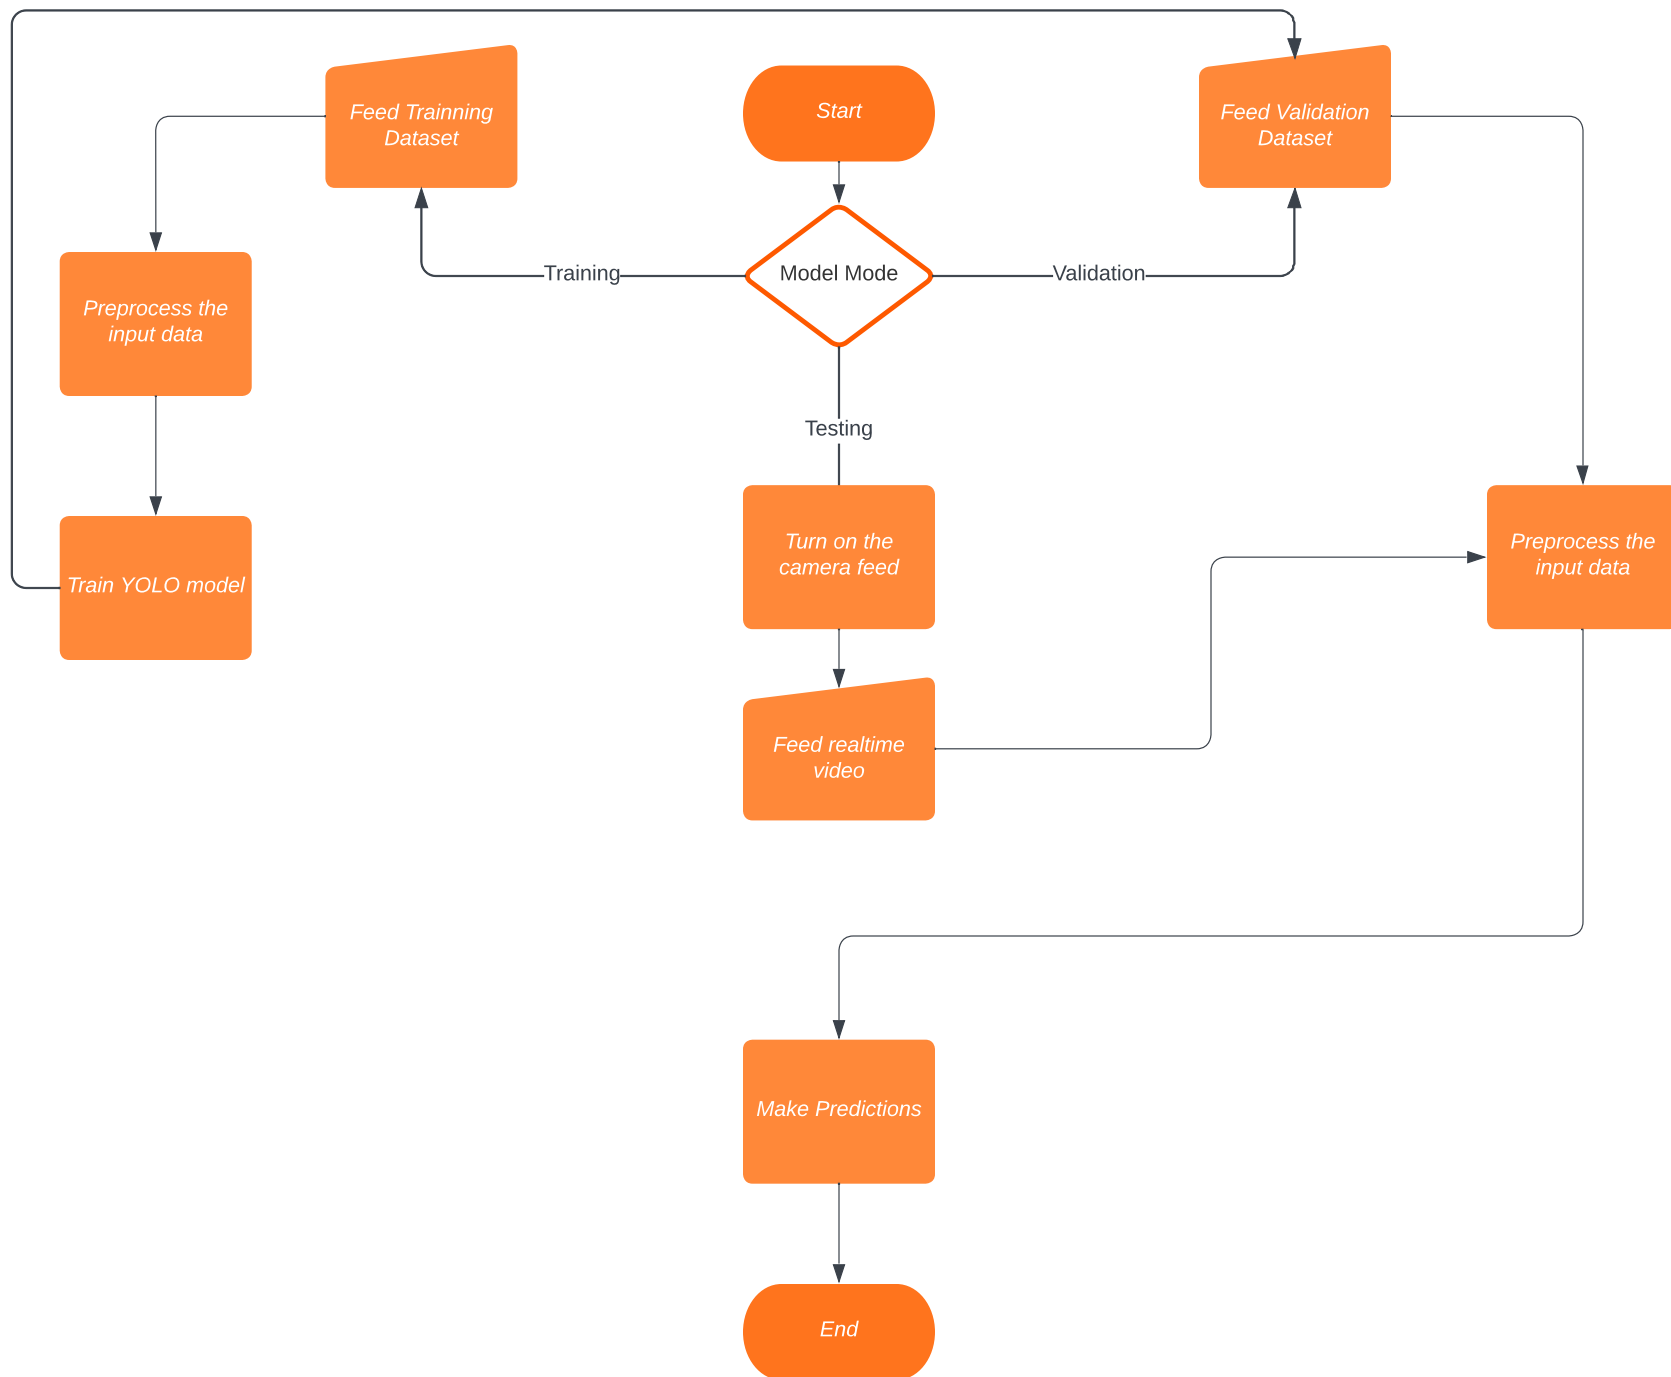 Feed Trainning
Dataset
Start
Feed Validation
Dataset
Model Mode
Training
Validation
Preprocess the
input data
Testing
Train YOLO model
Turn on the
camera feed
Preprocess the
input data
Feed realtime
video
Make Predictions
End